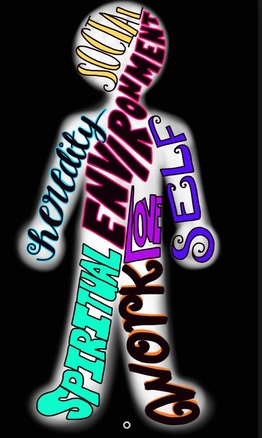 SOCIAL
ENVIRONMENT
heredity
SELF
LOVE
SPIRITUAL
WORK